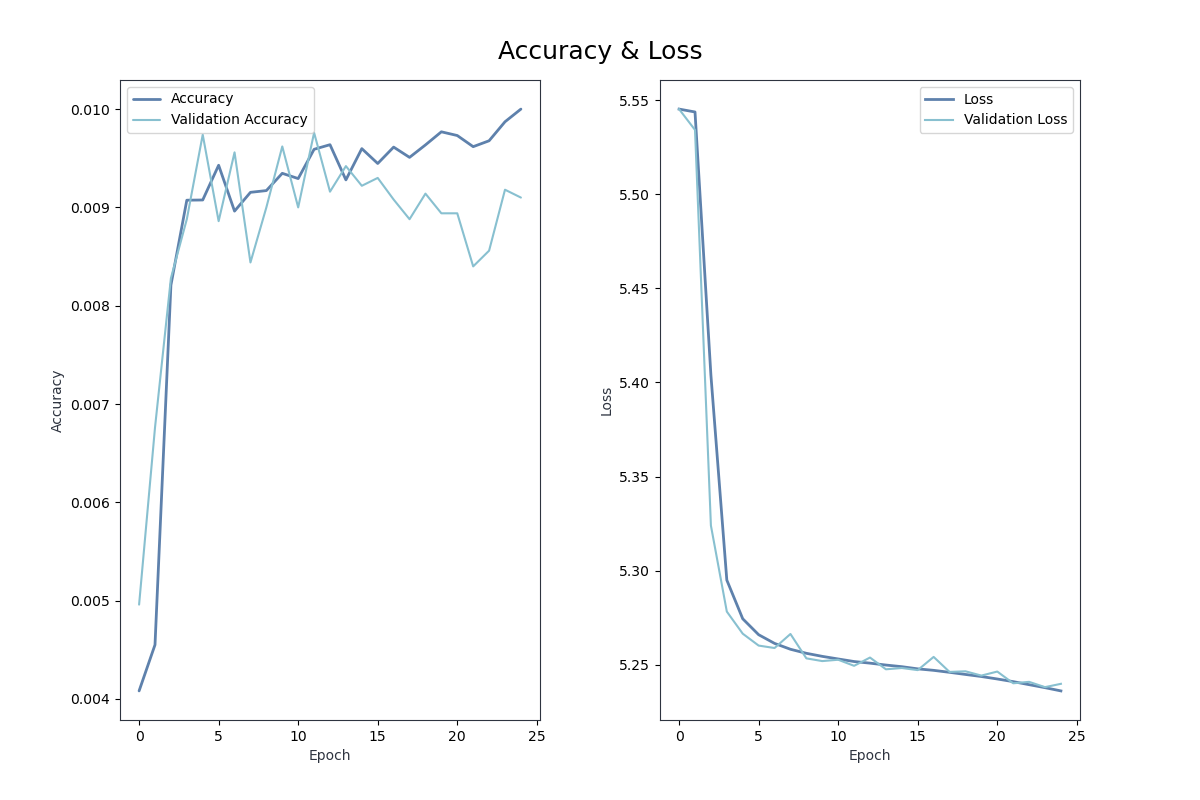 Accuracy & Loss
Accuracy
Validation Accuracy
0.010
0.009
0.008
0.007
0.006
0.005
0.004
Accuracy
0 5 10 15 20 25
Epoch
Loss
Validation Loss
5.55
5.50
5.45
5.40
5.35
5.30
5.25
Loss
0 5 10 15 20 25
Epoch